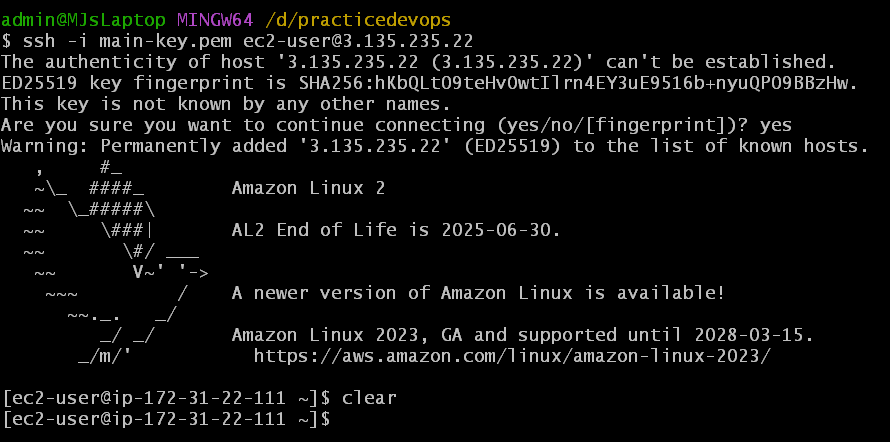 admin@MJsLaptop MINGW64 /d/practicedevops
$ ssh -i main-key.pem ec2-user@3.135.235.22
The authenticity of host '3.135.235.22 (3.135.235.22)' can't be established.
ED25519 key fingerprint is SHA256:hKbQLtO9teHvOwtIlrn4EY3uE9516b+nyuQPO9BBzHw.
This key is not known by any other names.
Are you sure you want to continue connecting (yes/no/[fingerprint])? yes
Warning: Permanently added '3.135.235.22' (ED25519) to the list of known hosts.
   ,     #_
   ~\_  ####_        Amazon Linux 2
  ~~  \_#####\
  ~~     \###|       AL2 End of Life is 2025-06-30.
  ~~       \#/ ___
   ~~       V~' '->
    ~~~         /    A newer version of Amazon Linux is available!
      ~~._.   _/
         _/ _/       Amazon Linux 2023, GA and supported until 2028-03-15.
       _/m/'           https://aws.amazon.com/linux/amazon-linux-2023/
[ec2-user@ip-172-31-22-111 ~]$ clear
[ec2-user@ip-172-31-22-111 ~]$